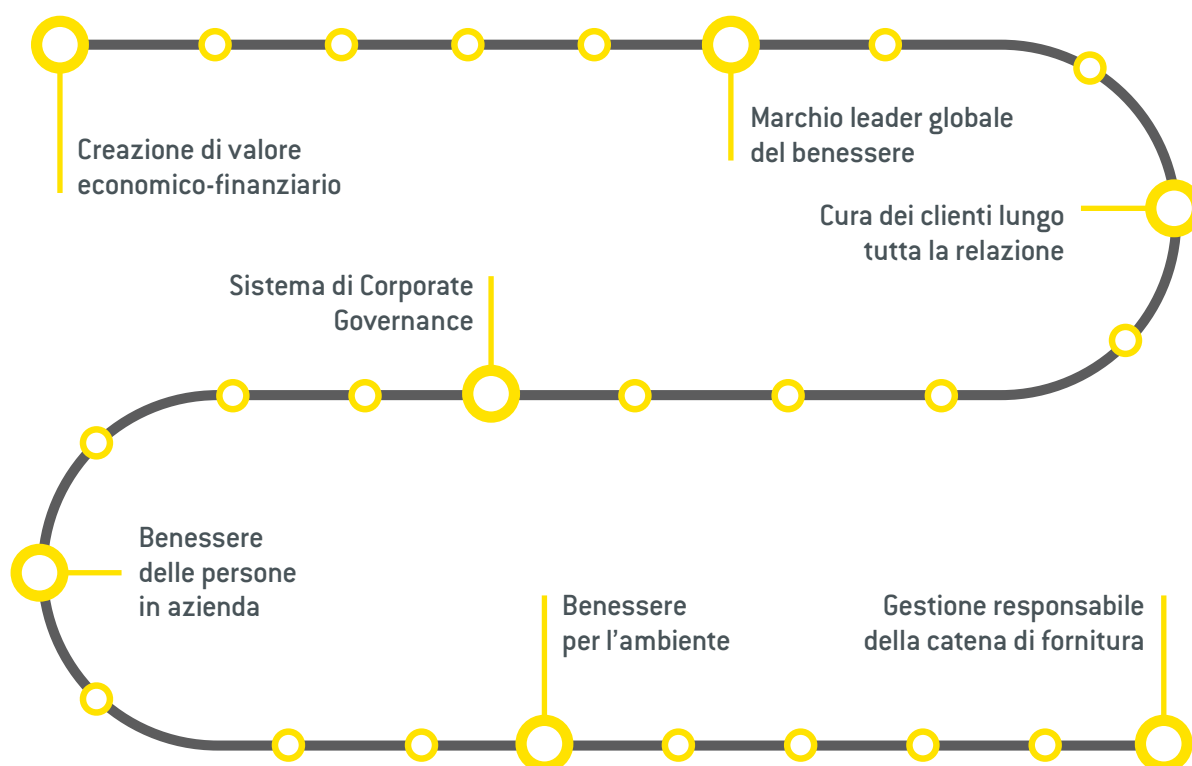 Creazione di valore
economico-finanziario
Marchio leader globale
del benessere
Cura dei clienti lungo
tutta la relazione
Sistema di Corporate
Governance
Benessere
delle persone
in azienda
Benessere
per l'ambiente
Gestione responsabile
della catena di fornitura